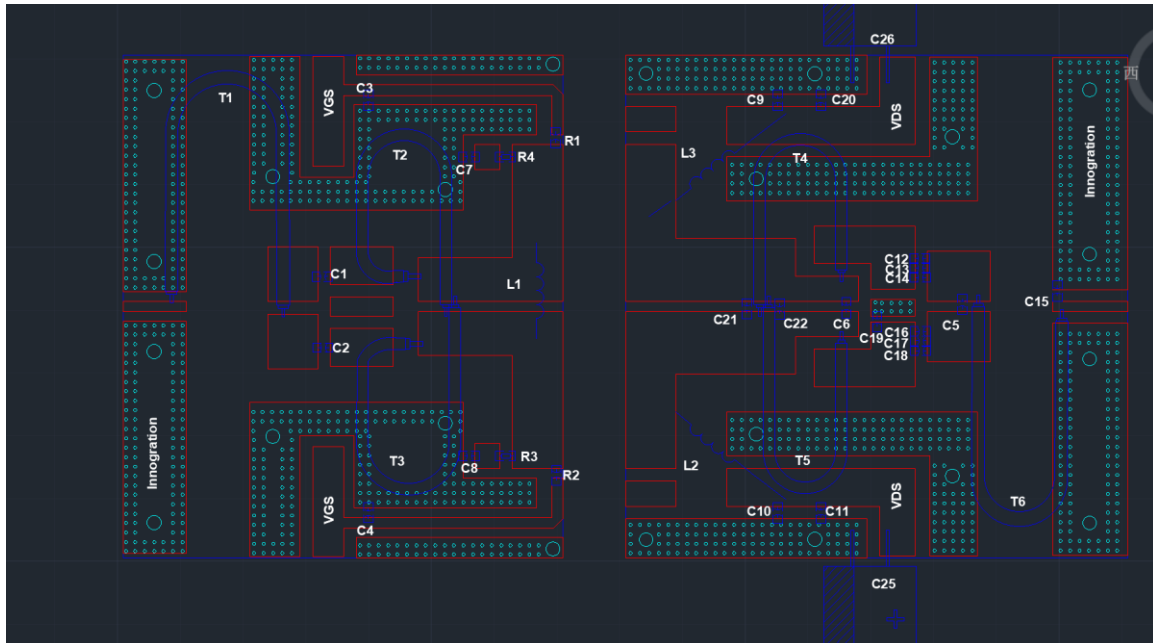 C26
西
T1
C3
VGS
C9
C20
VDS
R1
T2
R4
C7
L3
T4
Innogration
C1
L1
C12
C13
C14
C15
C21
C22
C6
C19
C16
C17
C18
C5
C2
Innogration
T3
C8
R3
R2
L2
T5
VGS
VDS
T6
C4
C10
C11
C25